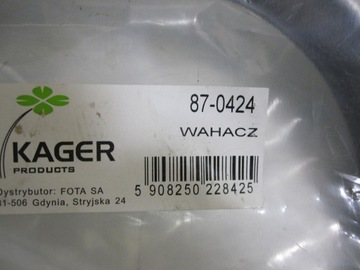 87-0424
WAHACZ
KAGER
PRODUCTS
Dystrybutor: FOTA SA
81-506 Gdynia, Stryjska 24
5 908250 228425